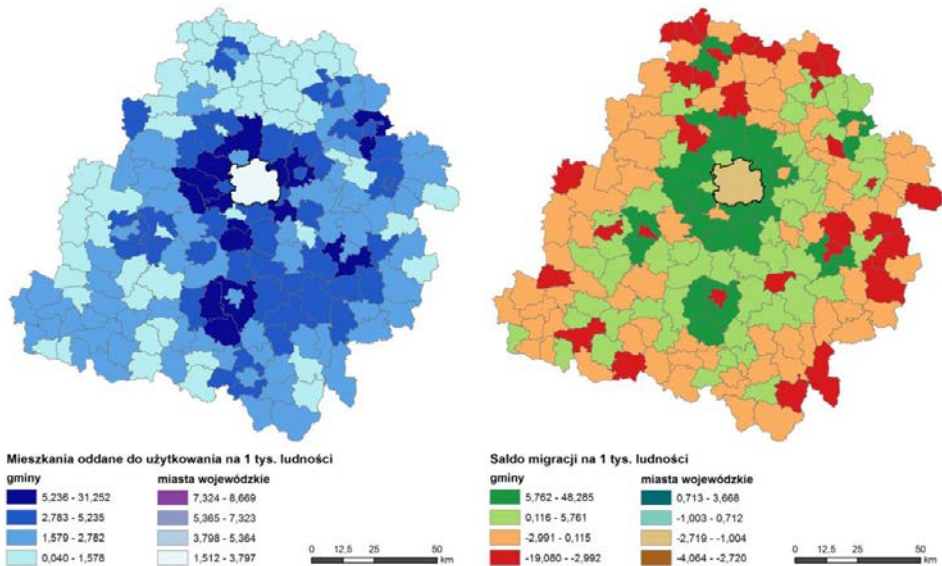 Mieszkania oddane do użytkowania na 1 tys. ludności
gminy
miasta wojewódzkie
5,236 - 31,252
7,324 - 8,669
2,783 - 5,235
5,365 - 7,323
1,579 - 2,782
3,798 - 5,364
0,040 - 1,578
1,512 - 3,797
0 12,5 25 50
km
Saldo migracji na 1 tys. ludności
gminy
miasta wojewódzkie
5,762 - 48,285
0,713 - 3,668
0,116 - 5,761
-1,003 - 0,712
-2,991 - 0,115
-2,719 - -1,004
-19,080 - -2,992
-4,064 - -2,720
0 12,5 25 50
km